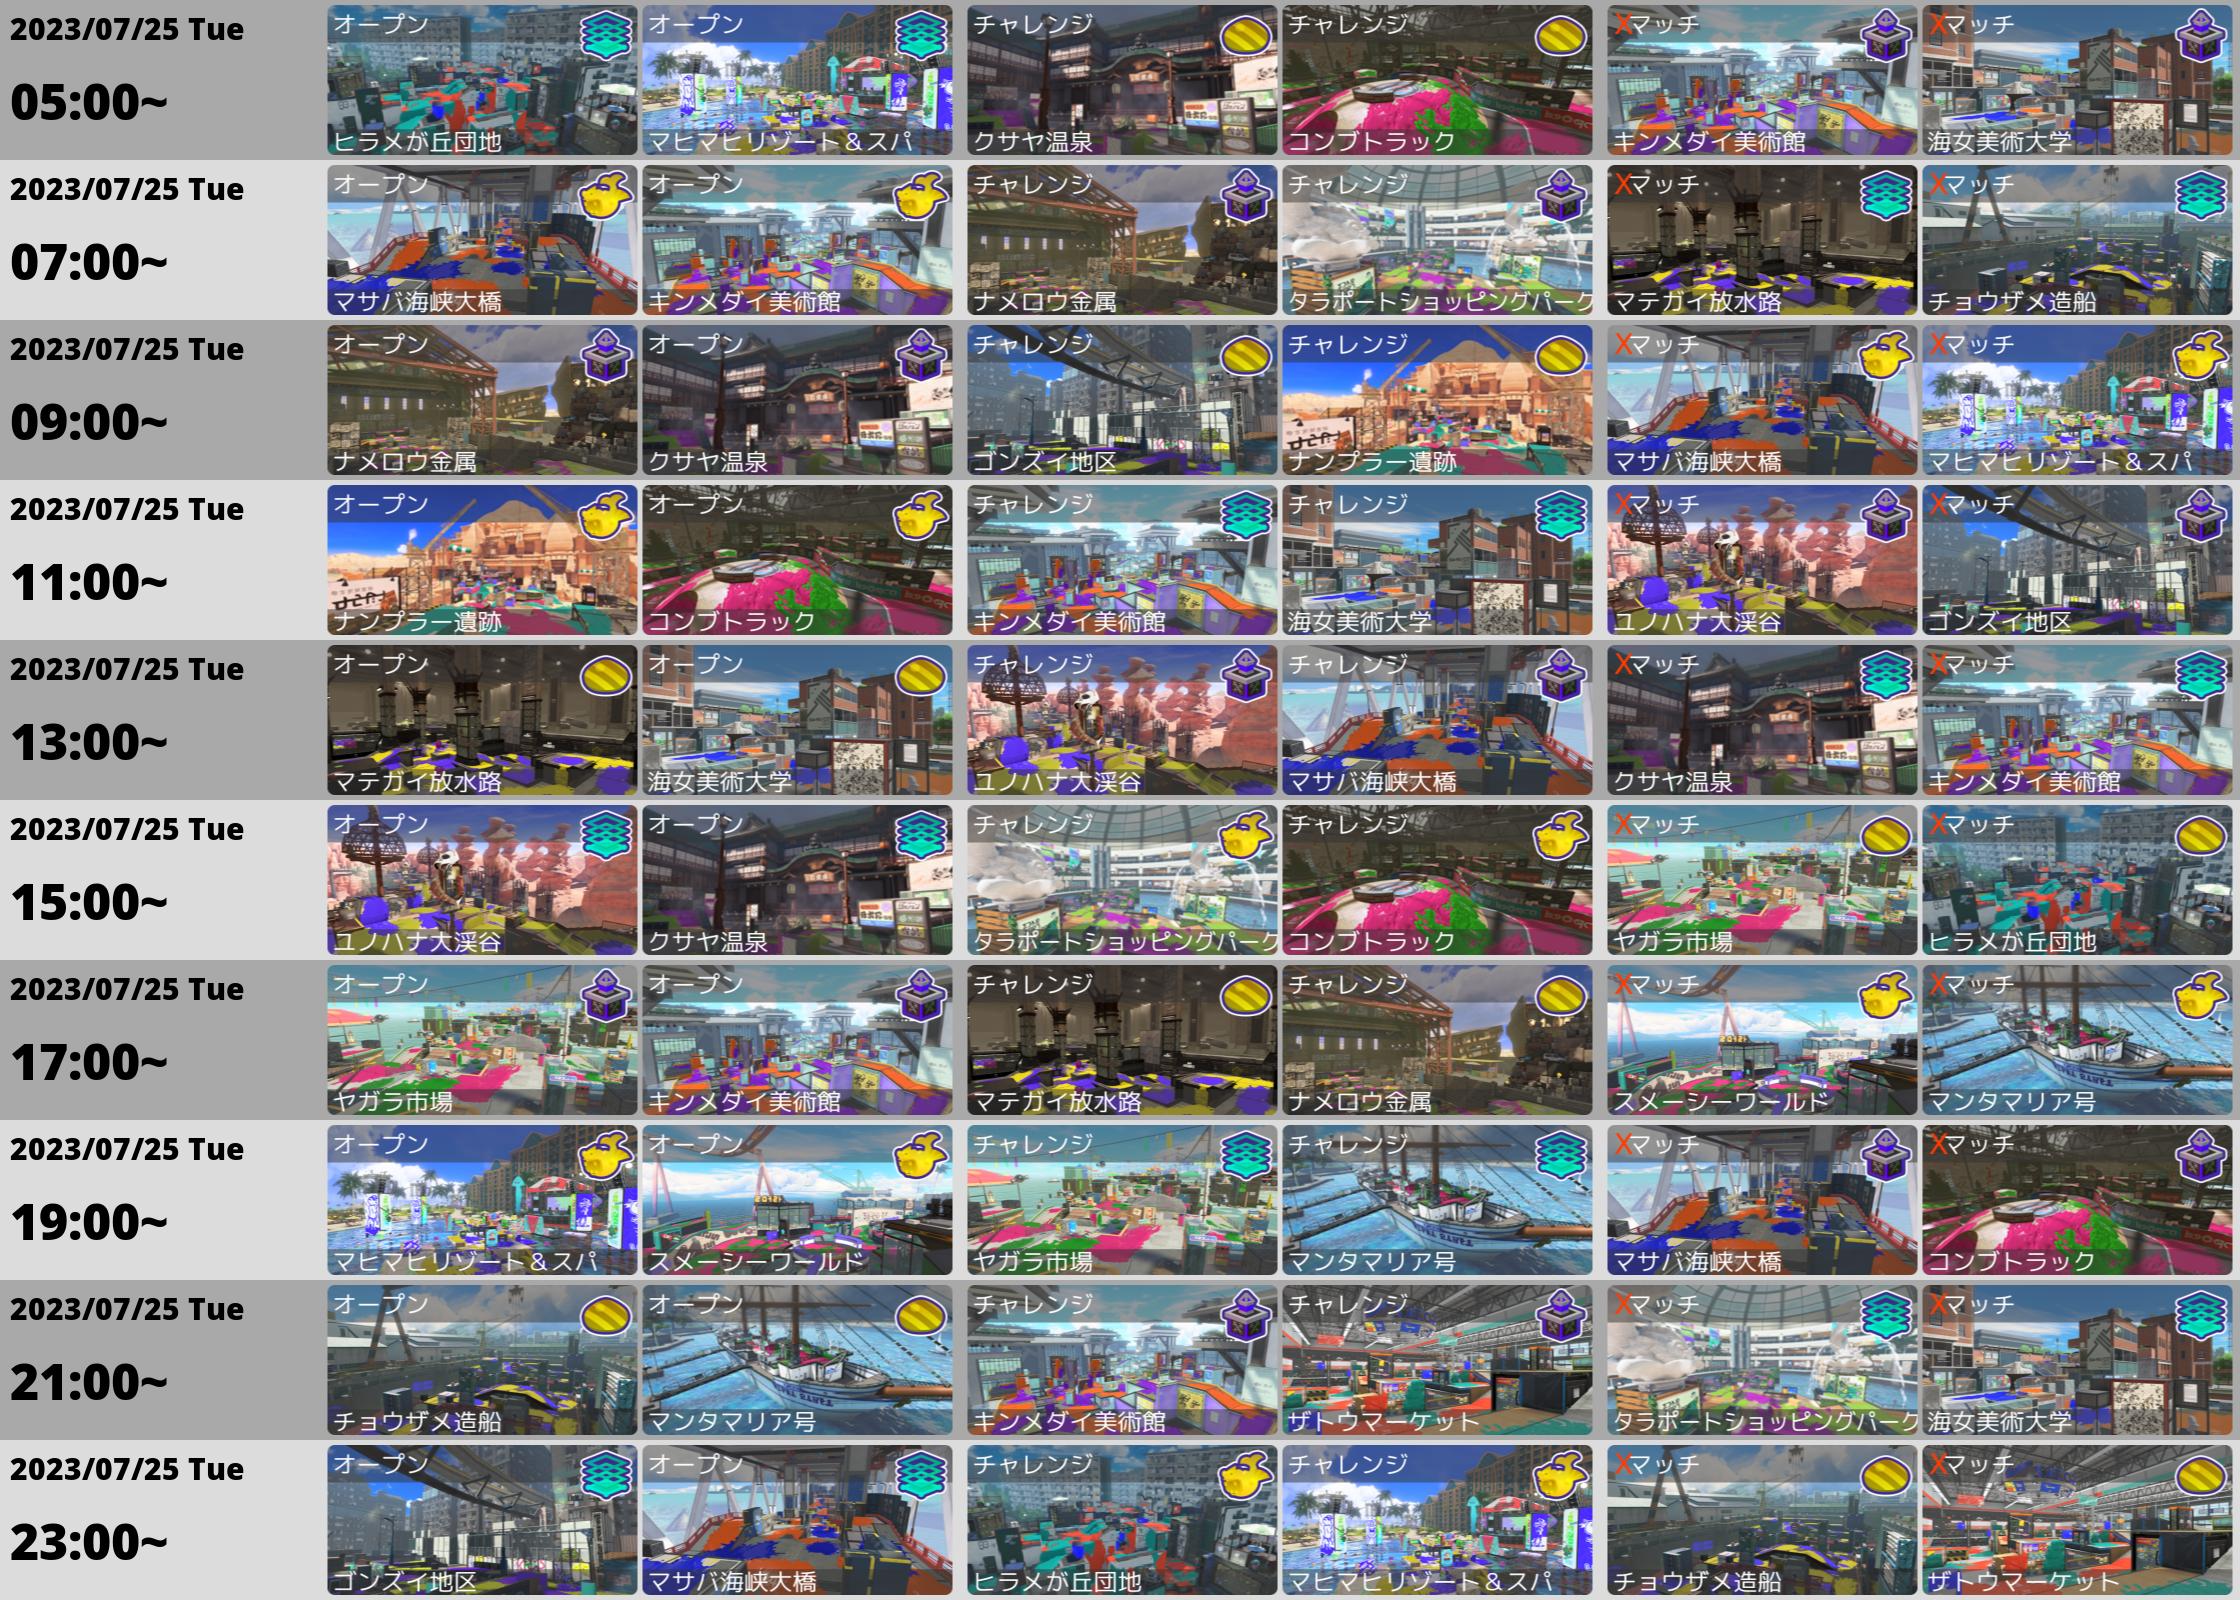 2023/07/25 Tue
05:00~
オープン
ヒラメが丘団地
オープン
マヒマヒリゾート＆スパ
チャレンジ
クサヤ温泉
チャレンジ
コンブトラック
Xマッチ
キンメダイ美術館
Xマッチ
海女美術大学
2023/07/25 Tue
07:00~
オープン
マサバ海峡大橋
オープン
キンメダイ美術館
チャレンジ
ナメロウ金属
チャレンジ
タラポートショッピングパーク
Xマッチ
マテガイ放水路
Xマッチ
チョウザメ造船
2023/07/25 Tue
09:00~
オープン
ナメロウ金属
オープン
クサヤ温泉
チャレンジ
ゴンズイ地区
チャレンジ
ナンプラー遺跡
Xマッチ
マサバ海峡大橋
Xマッチ
マヒマヒリゾート＆スパ
2023/07/25 Tue
11:00~
オープン
ナンプラー遺跡
オープン
コンブトラック
チャレンジ
キンメダイ美術館
チャレンジ
海女美術大学
Xマッチ
ユノハナ大渓谷
Xマッチ
ゴンズイ地区
2023/07/25 Tue
13:00~
オープン
マテガイ放水路
オープン
海女美術大学
チャレンジ
ユノハナ大渓谷
チャレンジ
マサバ海峡大橋
Xマッチ
クサヤ温泉
Xマッチ
キンメダイ美術館
2023/07/25 Tue
15:00~
オープン
ユノハナ大渓谷
オープン
クサヤ温泉
チャレンジ
タラポートショッピングパーク
チャレンジ
コンブトラック
Xマッチ
ヤガラ市場
Xマッチ
ヒラメが丘団地
2023/07/25 Tue
17:00~
オープン
ヤガラ市場
オープン
キンメダイ美術館
チャレンジ
マテガイ放水路
チャレンジ
ナメロウ金属
Xマッチ
スメーシーワールド
Xマッチ
マンタマリア号
2023/07/25 Tue
19:00~
オープン
マヒマヒリゾート＆スパ
オープン
スメーシーワールド
チャレンジ
ヤガラ市場
チャレンジ
マンタマリア号
Xマッチ
マサバ海峡大橋
Xマッチ
コンブトラック
2023/07/25 Tue
21:00~
オープン
チョウザメ造船
オープン
マンタマリア号
チャレンジ
キンメダイ美術館
チャレンジ
ザトウマーケット
Xマッチ
タラポートショッピングパーク
Xマッチ
海女美術大学
2023/07/25 Tue
23:00~
オープン
ゴンズイ地区
オープン
マサバ海峡大橋
チャレンジ
ヒラメが丘団地
チャレンジ
マヒマヒリゾート＆スパ
Xマッチ
チョウザメ造船
Xマッチ
ザトウマーケット